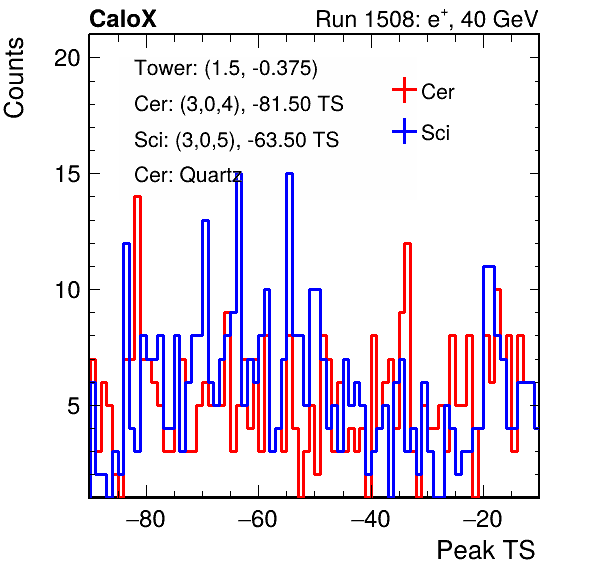 CaloX Run 1508: e⁺, 40 GeV
Counts
20
15
10
5
Tower: (1.5, -0.375)
Cer: (3,0,4), -81.50 TS
Sci: (3,0,5), -63.50 TS
Cer: Quartz
Cer
Sci
−80 −60 −40 −20
Peak TS